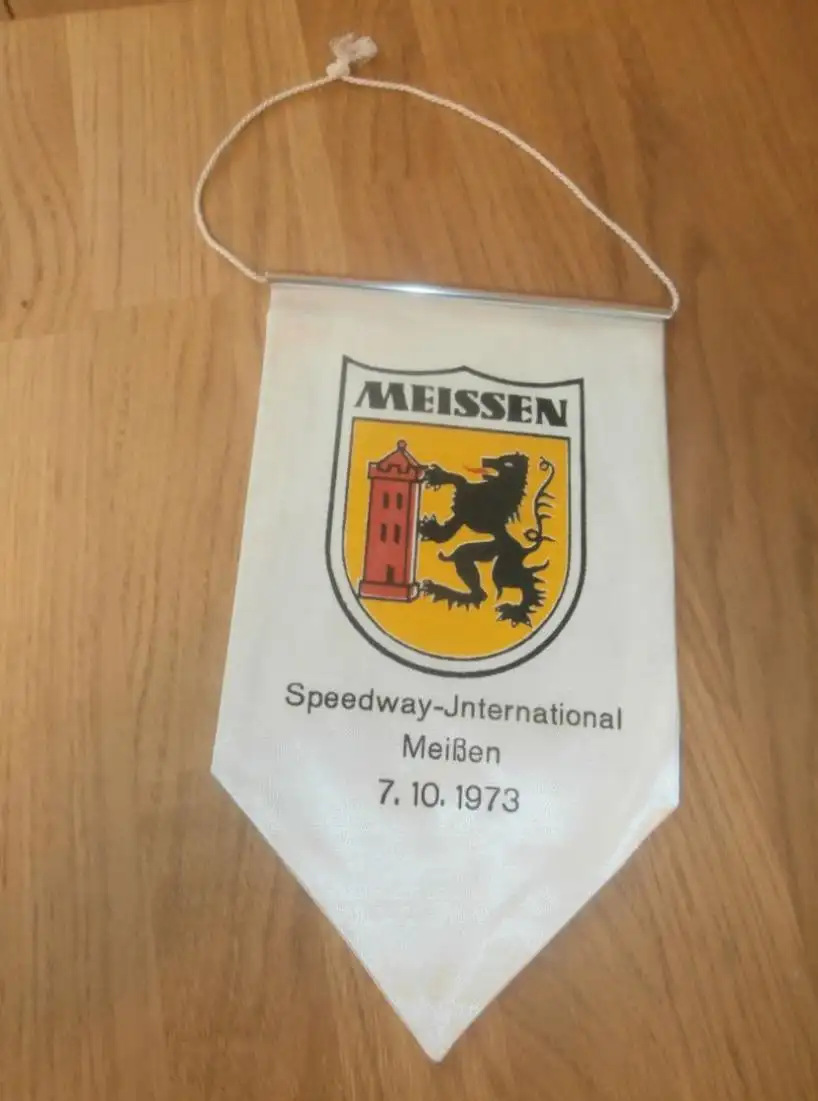 MEISSEN
Speedway-Jnternational
Meißen
7. 10. 1973